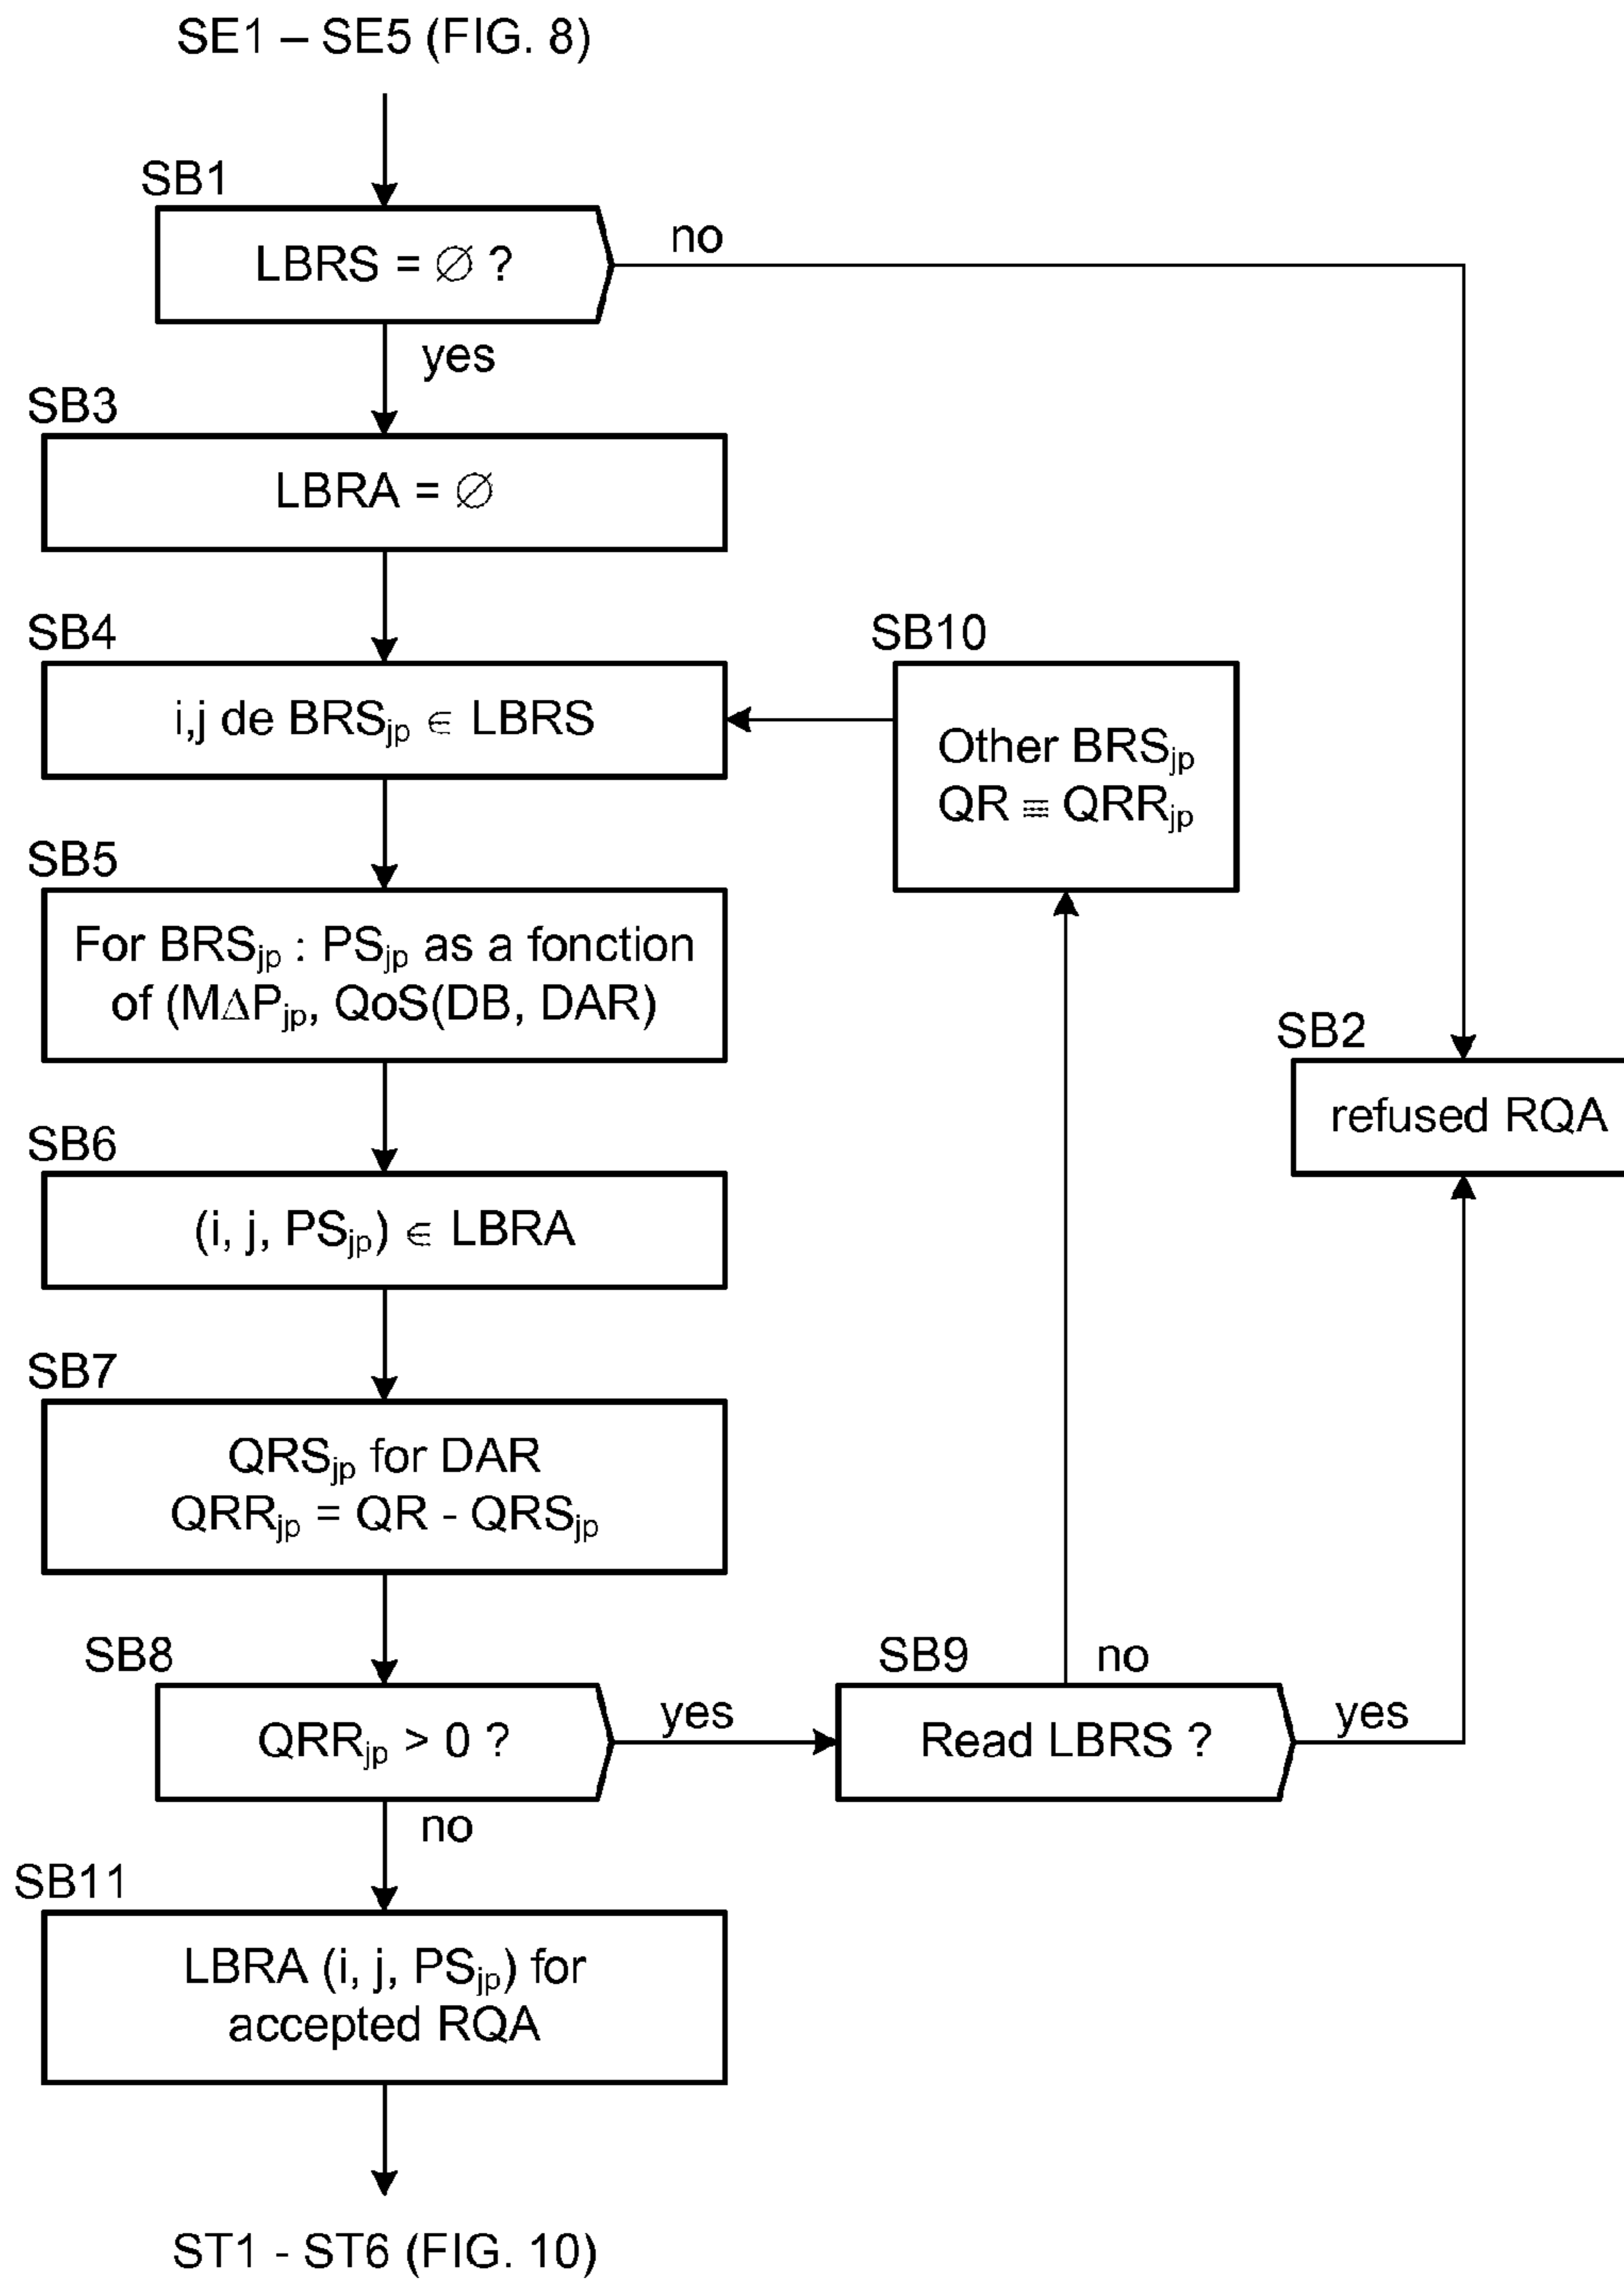 SE1 – SE5 (FIG. 8)
SB1
LBRS = ∅ ?
no
yes
SB3
LBRA = ∅
SB4
i,j de BRSjp ∈ LBRS
SB10
Other BRSjp
QR ≡ QRRjp
SB5
For BRSjp : PSjp as a fonction
of (MΔPjp, QoS(DB, DAR)
SB2
refused RQA
SB6
(i, j, PSjp) ∈ LBRA
SB7
QRSjp for DAR
QRRjp = QR - QRSjp
SB8
QRRjp > 0 ?
yes
no
SB9
no
Read LBRS ?
yes
SB11
LBRA (i, j, PSjp) for
accepted RQA
ST1 - ST6 (FIG. 10)